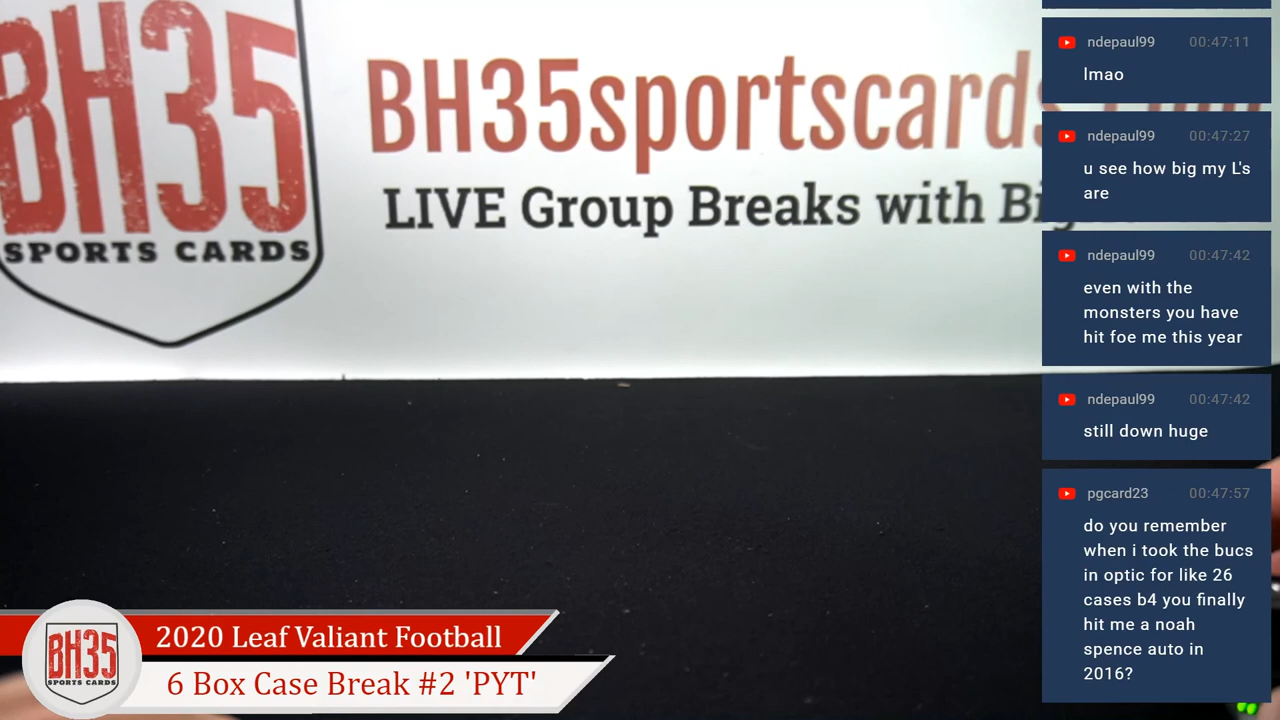 BH35
SPORTS CARDS
BH35sportscards
LIVE Group Breaks with
ndepaul99 00:47:11
lmao
ndepaul99 00:47:27
u see how big my L's
are
ndepaul99 00:47:42
even with the
monsters you have
hit foe me this year
ndepaul99 00:47:42
still down huge
pgcard23 00:47:57
do you remember
when i took the bucs
in optic for like 26
cases b4 you finally
hit me a noah
spence auto in
2016?
BH35
SPORTS CARDS
2020 Leaf Valiant Football
6 Box Case Break #2 'PYT'